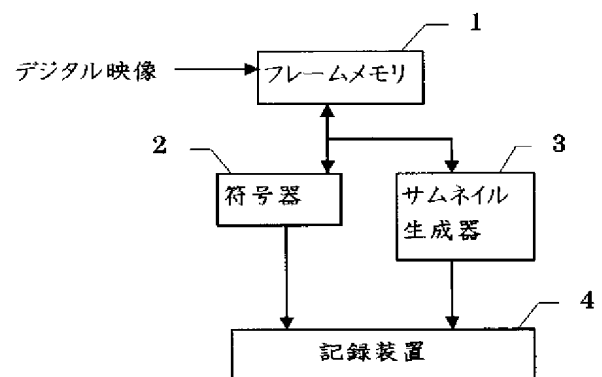 1
デジタル映像
フレームメモリ
2
3
符号器
サムネイル
生成器
4
記録装置